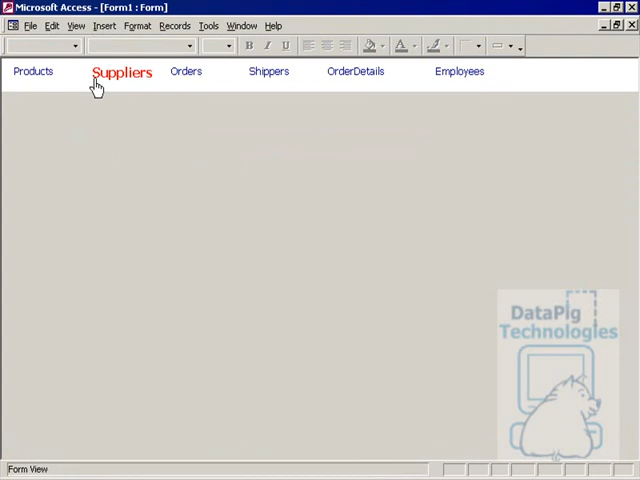 Microsoft Access - [Form1 : Form]
File Edit View Insert Format Records Tools Window Help
B I U A
Products Suppliers Orders Shippers OrderDetails Employees
DataPig
Technologies
Form View